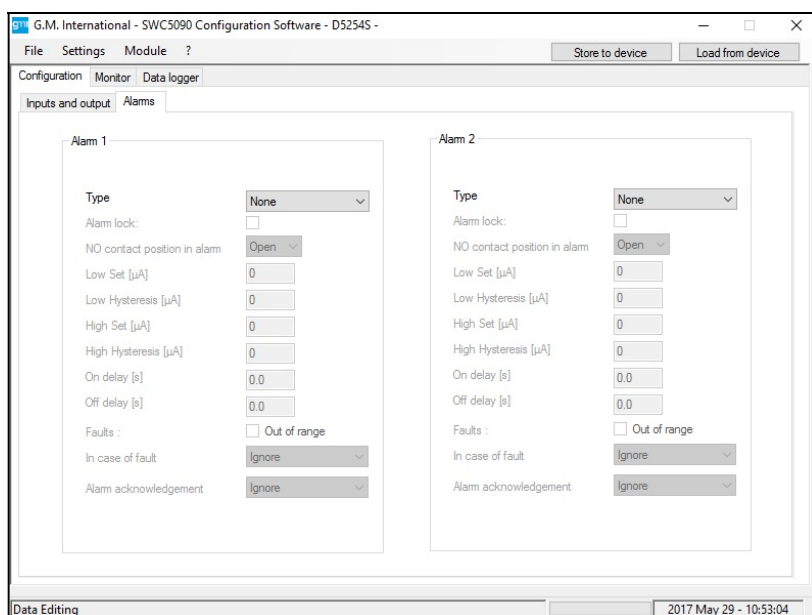 gmi G.M. International - SWC5090 Configuration Software - D5254S -
File Settings Module ? Store to device Load from device
Configuration Monitor Data logger
Inputs and output Alarms
Alarm 1
Type None
Alarm lock:
NO contact position in alarm Open
Low Set [µA] 0
Low Hysteresis [µA] 0
High Set [µA] 0
High Hysteresis [µA] 0
On delay [s] 0.0
Off delay [s] 0.0
Faults : Out of range
In case of fault Ignore
Alarm acknowledgement Ignore
Alarm 2
Type None
Alarm lock:
NO contact position in alarm Open
Low Set [µA] 0
Low Hysteresis [µA] 0
High Set [µA] 0
High Hysteresis [µA] 0
On delay [s] 0.0
Off delay [s] 0.0
Faults : Out of range
In case of fault Ignore
Alarm acknowledgement Ignore
Data Editing 2017 May 29 - 10:53:04